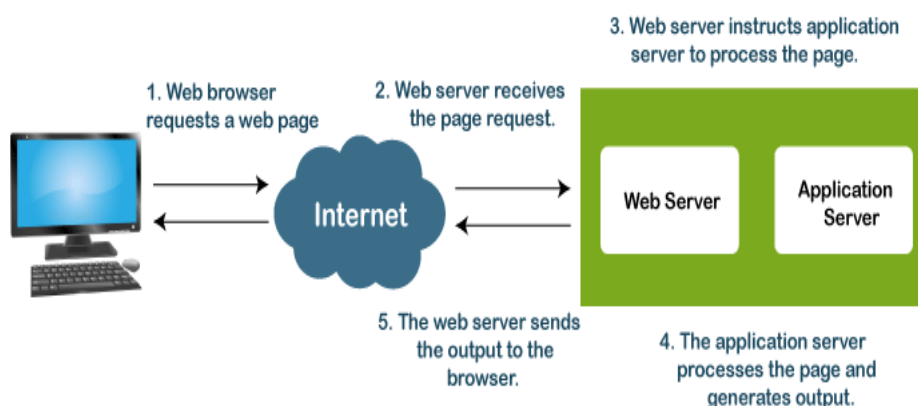 1. Web browser
requests a web page
2. Web server receives
the page request.
3. Web server instructs application
server to process the page.
Internet
Web Server
Application
Server
5. The web server sends
the output to the
browser.
4. The application server
processes the page and
generates output.